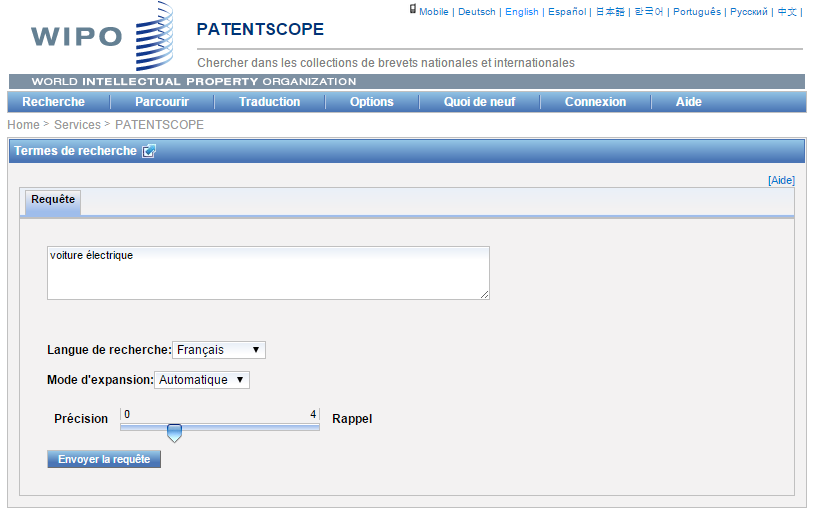 Mobile | Deutsch | English | Español | 日本語 | 한국어 | Português | Русский | 中文 |
WIPO
PATENTSCOPE
Chercher dans les collections de brevets nationales et internationales
WORLD INTELLECTUAL PROPERTY ORGANIZATION
Recherche Parcourir Traduction Options Quoi de neuf Connexion Aide
Home > Services > PATENTSCOPE
Termes de recherche
[Aide]
Requête
voiture électrique
Langue de recherche: Français
Mode d'expansion: Automatique
0 4
Précision Rappel
Envoyer la requête